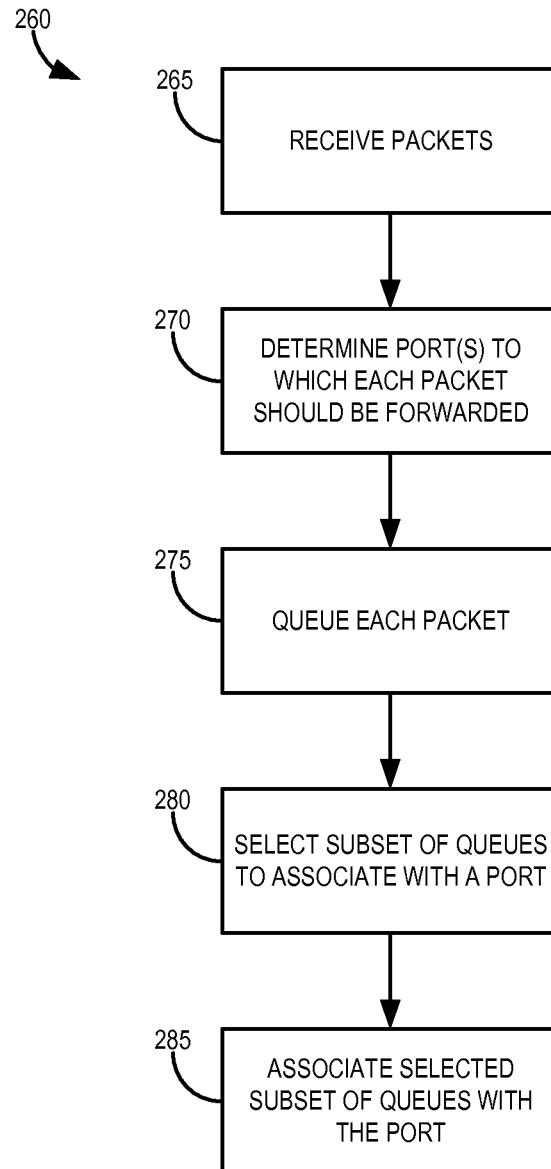 260
265
RECEIVE PACKETS
270
DETERMINE PORT(S) TO
WHICH EACH PACKET
SHOULD BE FORWARDED
275
QUEUE EACH PACKET
280
SELECT SUBSET OF QUEUES
TO ASSOCIATE WITH A PORT
285
ASSOCIATE SELECTED
SUBSET OF QUEUES WITH
THE PORT